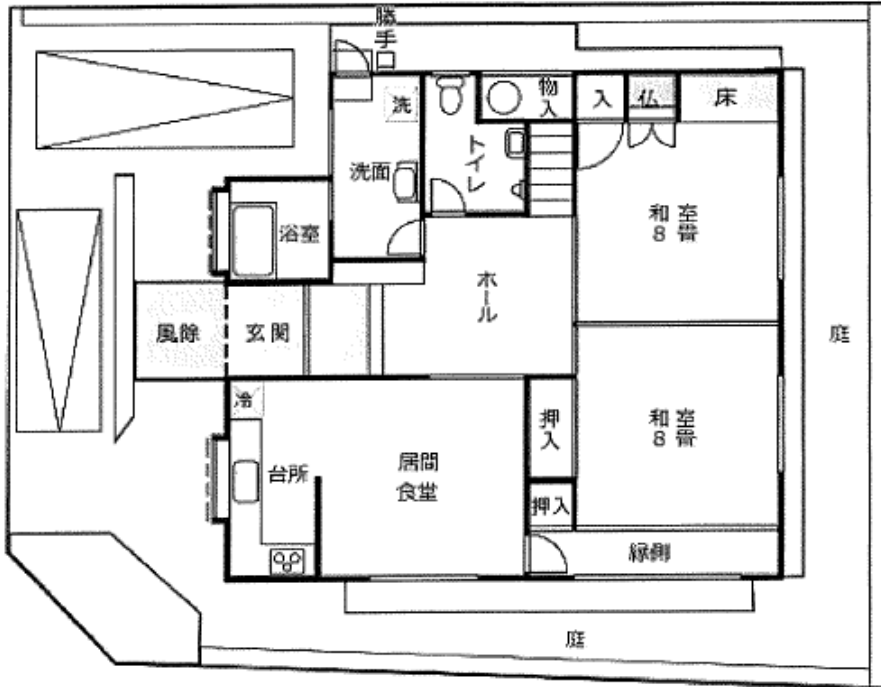 勝手口
洗
物入
入
仏
床
洗面
トイレ
浴室
和室
8畳
ホール
風除
玄関
庭
冷
台所
居間
食堂
押入
和室
8畳
押入
縁側
庭